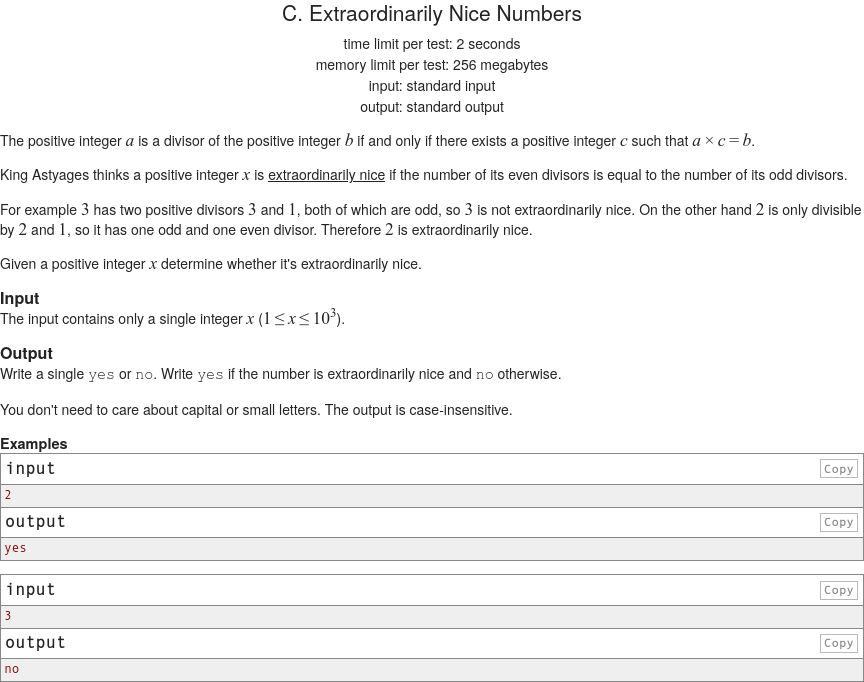 C. Extraordinarily Nice Numbers
time limit per test: 2 seconds
memory limit per test: 256 megabytes
input: standard input
output: standard output
The positive integer a is a divisor of the positive integer b if and only if there exists a positive integer c such that a × c = b.
King Astyages thinks a positive integer x is extraordinarily nice if the number of its even divisors is equal to the number of its odd divisors.
For example 3 has two positive divisors 3 and 1, both of which are odd, so 3 is not extraordinarily nice. On the other hand 2 is only divisible
by 2 and 1, so it has one odd and one even divisor. Therefore 2 is extraordinarily nice.
Given a positive integer x determine whether it's extraordinarily nice.
Input
The input contains only a single integer x (1 ≤ x ≤ 10³).
Output
Write a single yes or no. Write yes if the number is extraordinarily nice and no otherwise.
You don't need to care about capital or small letters. The output is case-insensitive.
Examples
input Copy
2
output Copy
yes
input Copy
3
output Copy
no